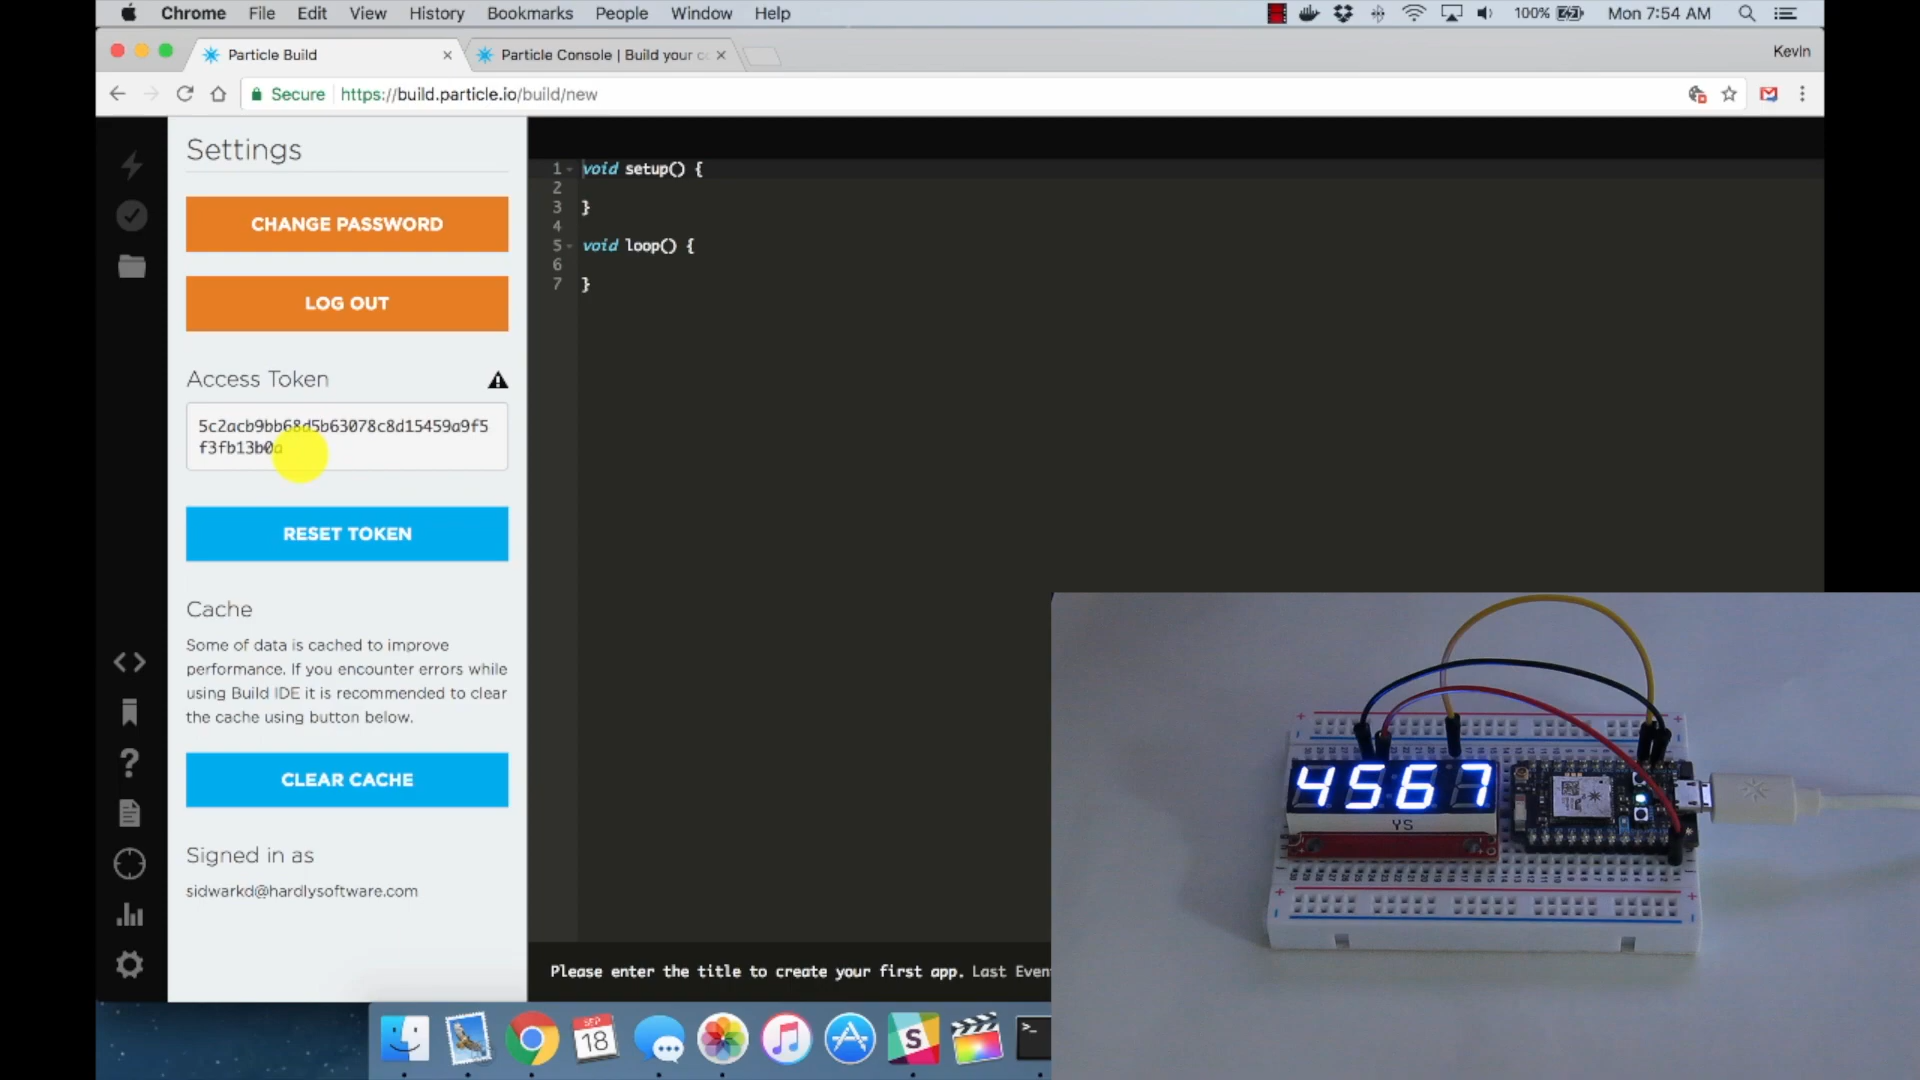 Chrome File Edit View History Bookmarks People Window Help 100% Mon 7:54 AM
Particle Build
Particle Console | Build your c
Kevin
Secure https://build.particle.io/build/new
Settings
CHANGE PASSWORD
LOG OUT
Access Token
5c2acb9bb68d5b63078c8d15459a9f5
f3fb13b0a
RESET TOKEN
Cache
Some of data is cached to improve
performance. If you encounter errors while
using Build IDE it is recommended to clear
the cache using button below.
CLEAR CACHE
Signed in as
sidwarkd@hardlysoftware.com
1 void setup() {
2
3 }
4
5 void loop() {
6
7 }
Please enter the title to create your first app. Last Even
4567
YS
SEP
18